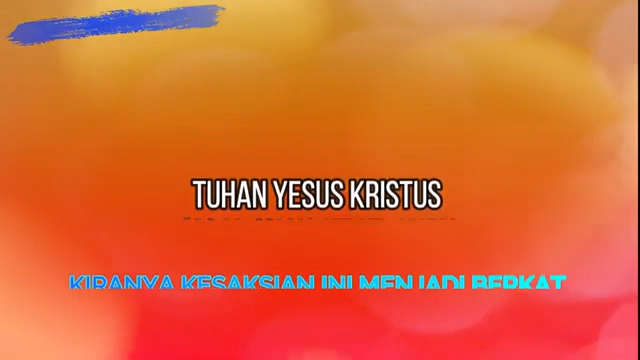 TUHAN YESUS KRISTUS
KIRANYA KESAKSIAN INI MENJADI BERKAT